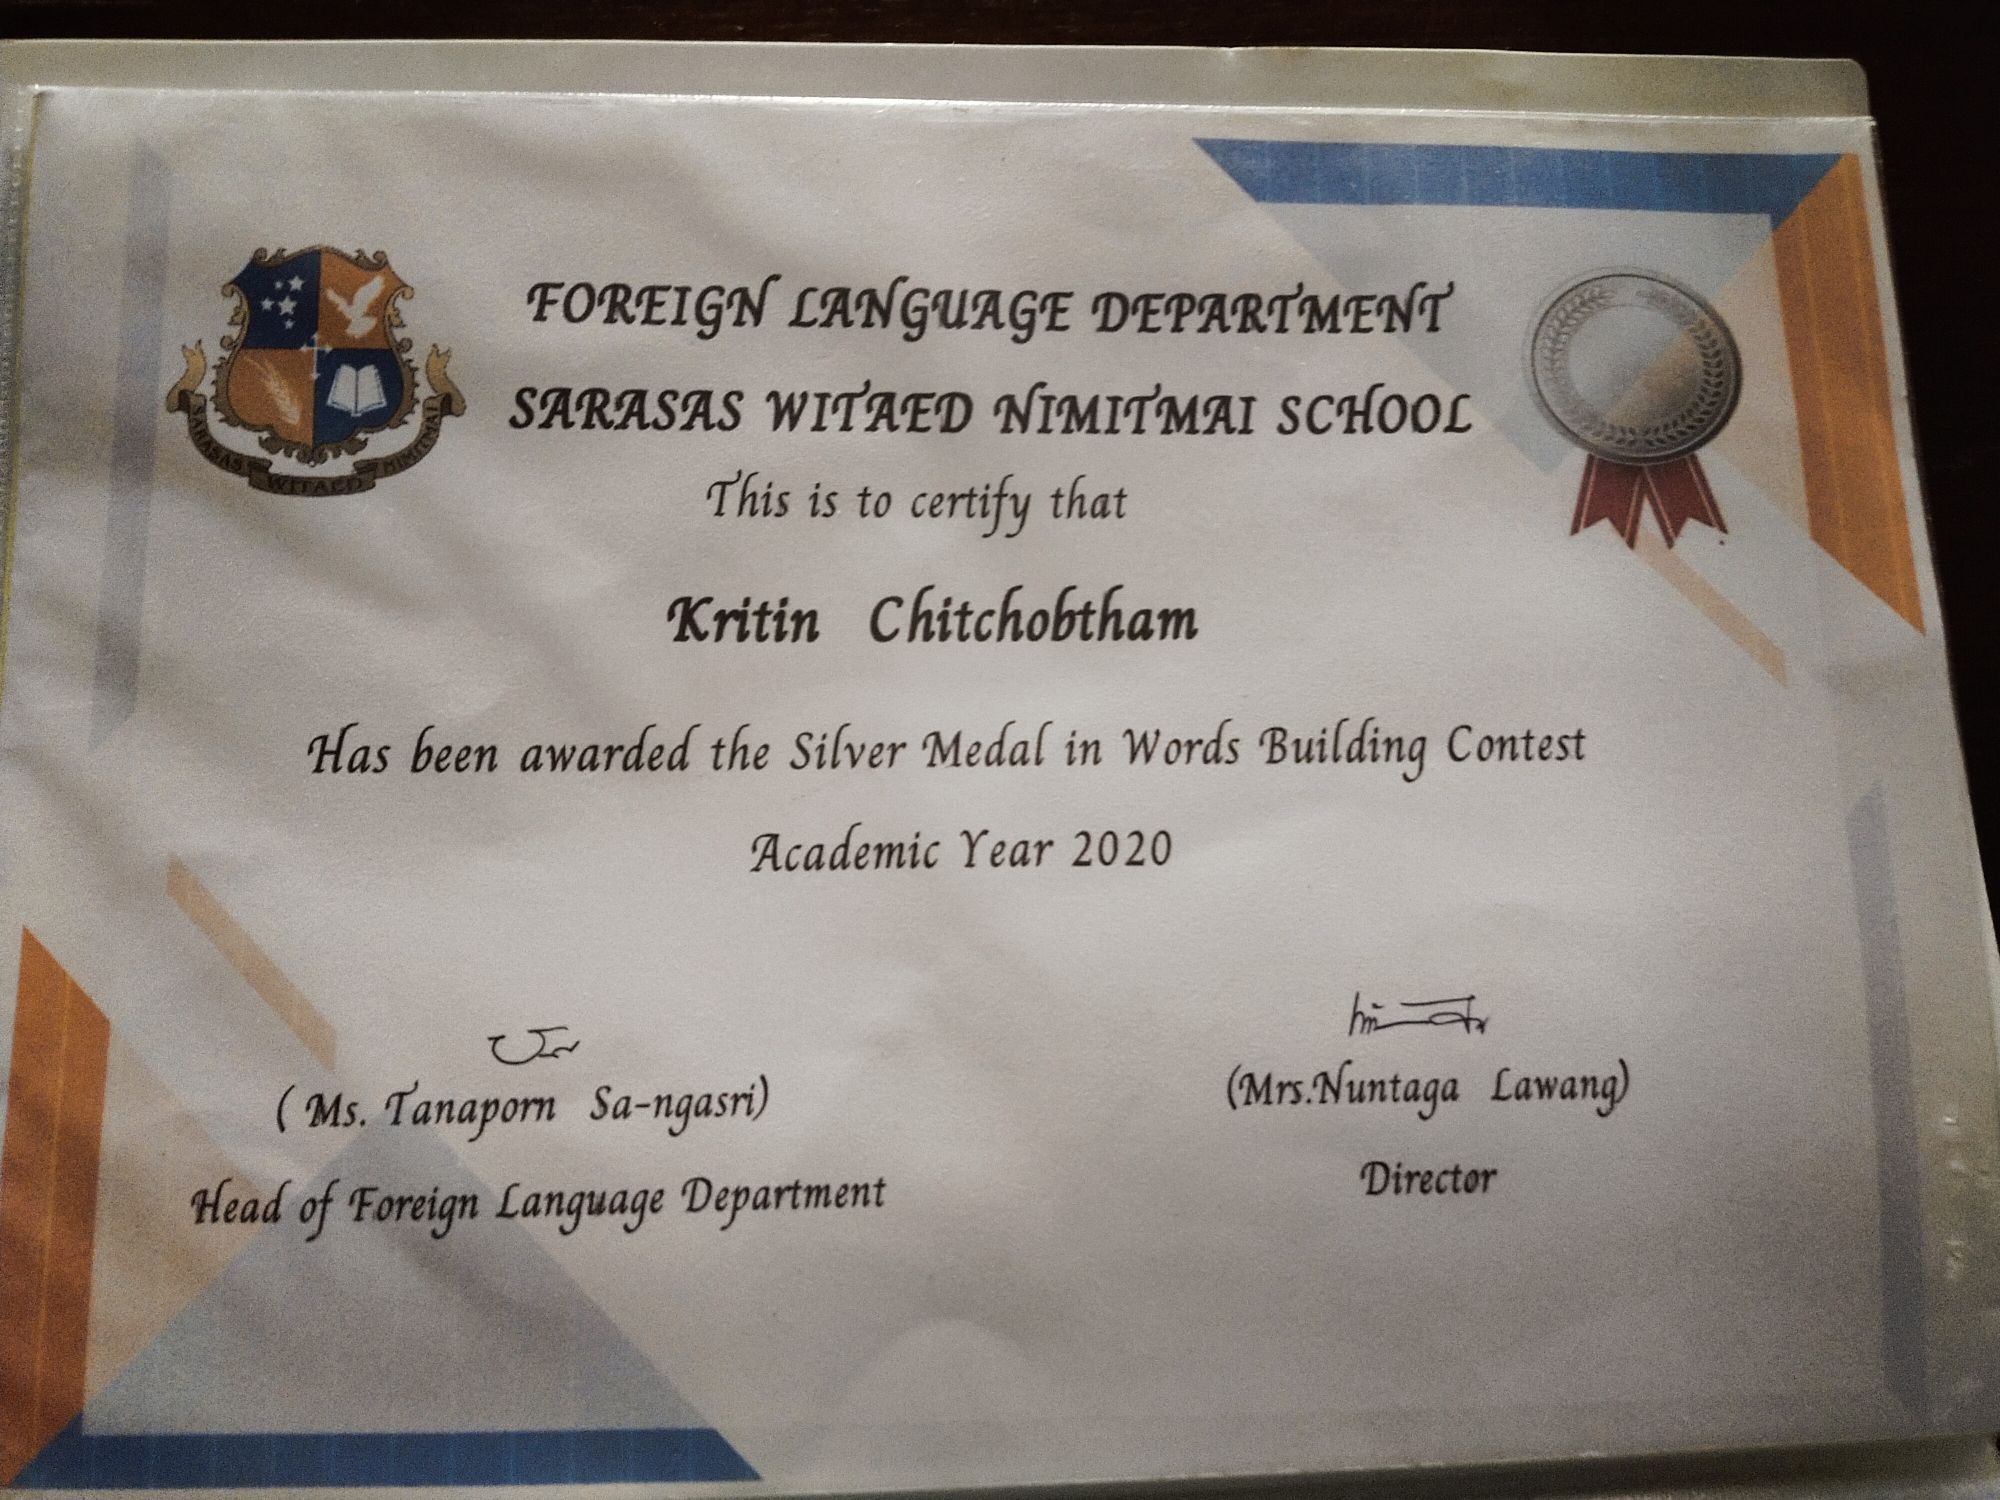 FOREIGN LANGUAGE DEPARTMENT
SARASAS WITAED NIMITMAI SCHOOL
SARASAS WITAED NIMITMAI
This is to certify that
Kritin Chitchobtham
Has been awarded the Silver Medal in Words Building Contest
Academic Year 2020
( Ms. Tanaporn Sa-ngasri)
Head of Foreign Language Department
(Mrs.Nuntaga Lawang)
Director